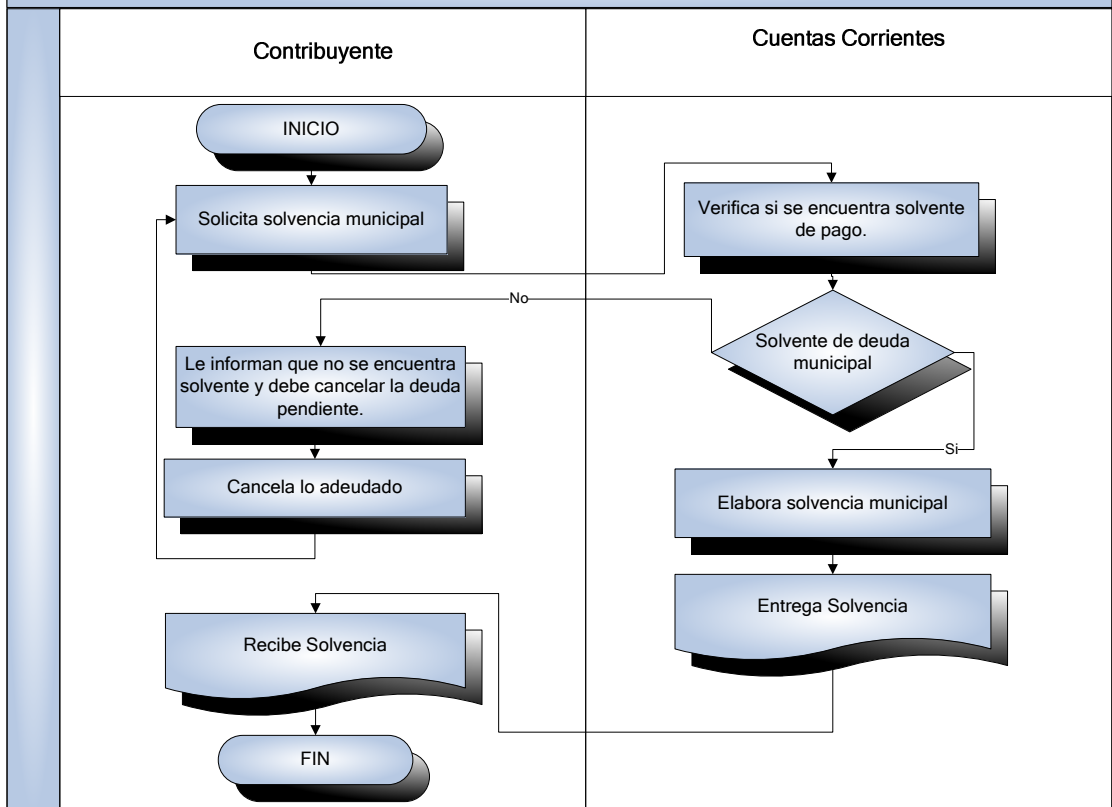 Contribuyente
Cuentas Corrientes
INICIO
Solicita solvencia municipal
Verifica si se encuentra solvente
de pago.
No
Solvente de deuda
municipal
Le informan que no se encuentra
solvente y debe cancelar la deuda
pendiente.
Si
Cancela lo adeudado
Elabora solvencia municipal
Entrega Solvencia
Recibe Solvencia
FIN